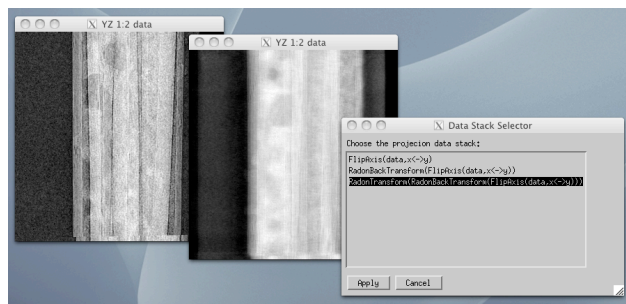 YZ 1:2 data
YZ 1:2 data
Data Stack Selector
Choose the projecion data stack:
FlipAxis(data,x<->y)
RadonBackTransform(FlipAxis(data,x<->y))
RadonTransform(RadonBackTransform(FlipAxis(data,x<->y)))
Apply
Cancel